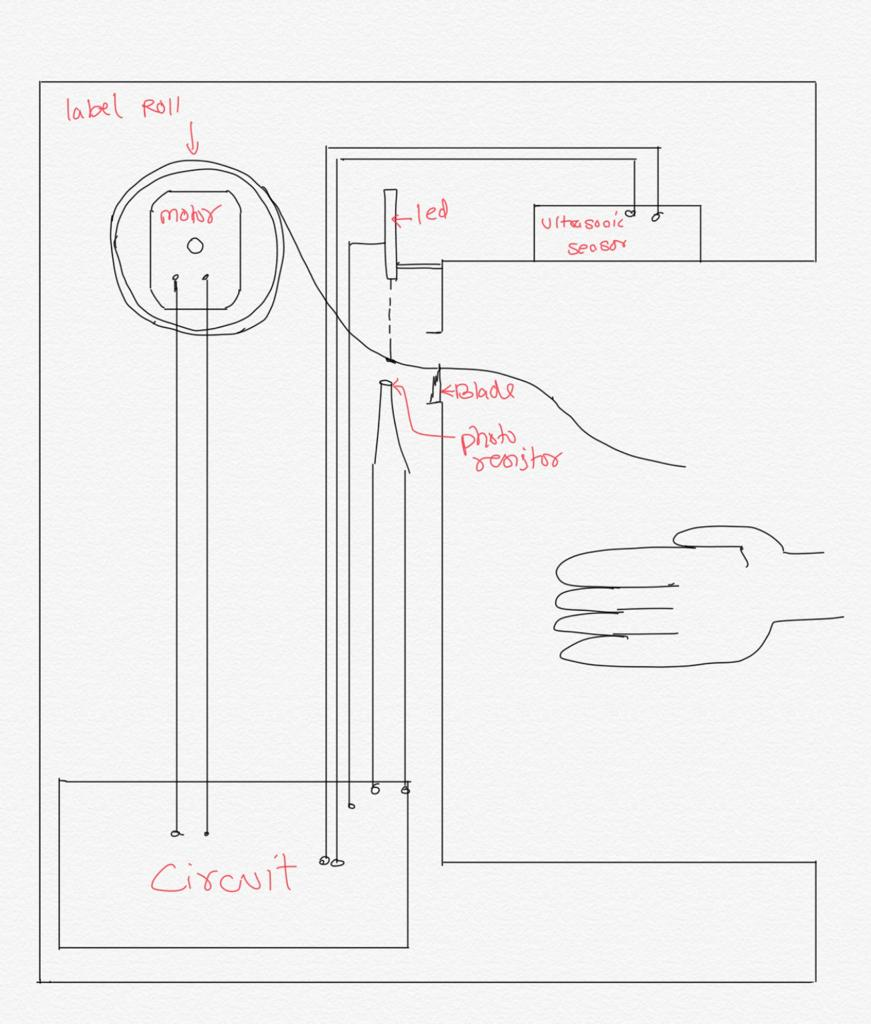 label Roll
motor
led
Ultrasonic
sensor
Blade
photo
resistor
Circuit